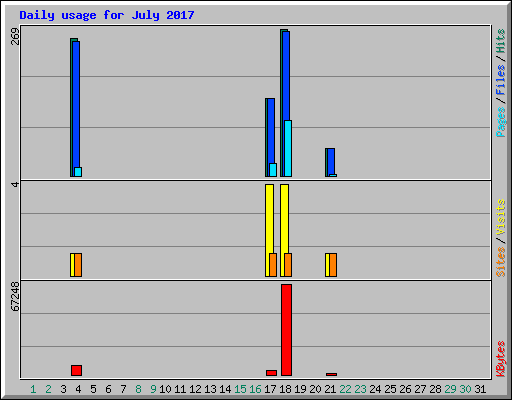 Daily usage for July 2017
269
Pages / Files / Hits
4
Sites / Visits
67248
KBytes
1 2 3 4 5 6 7 8 9 10 11 12 13 14 15 16 17 18 19 20 21 22 23 24 25 26 27 28 29 30 31